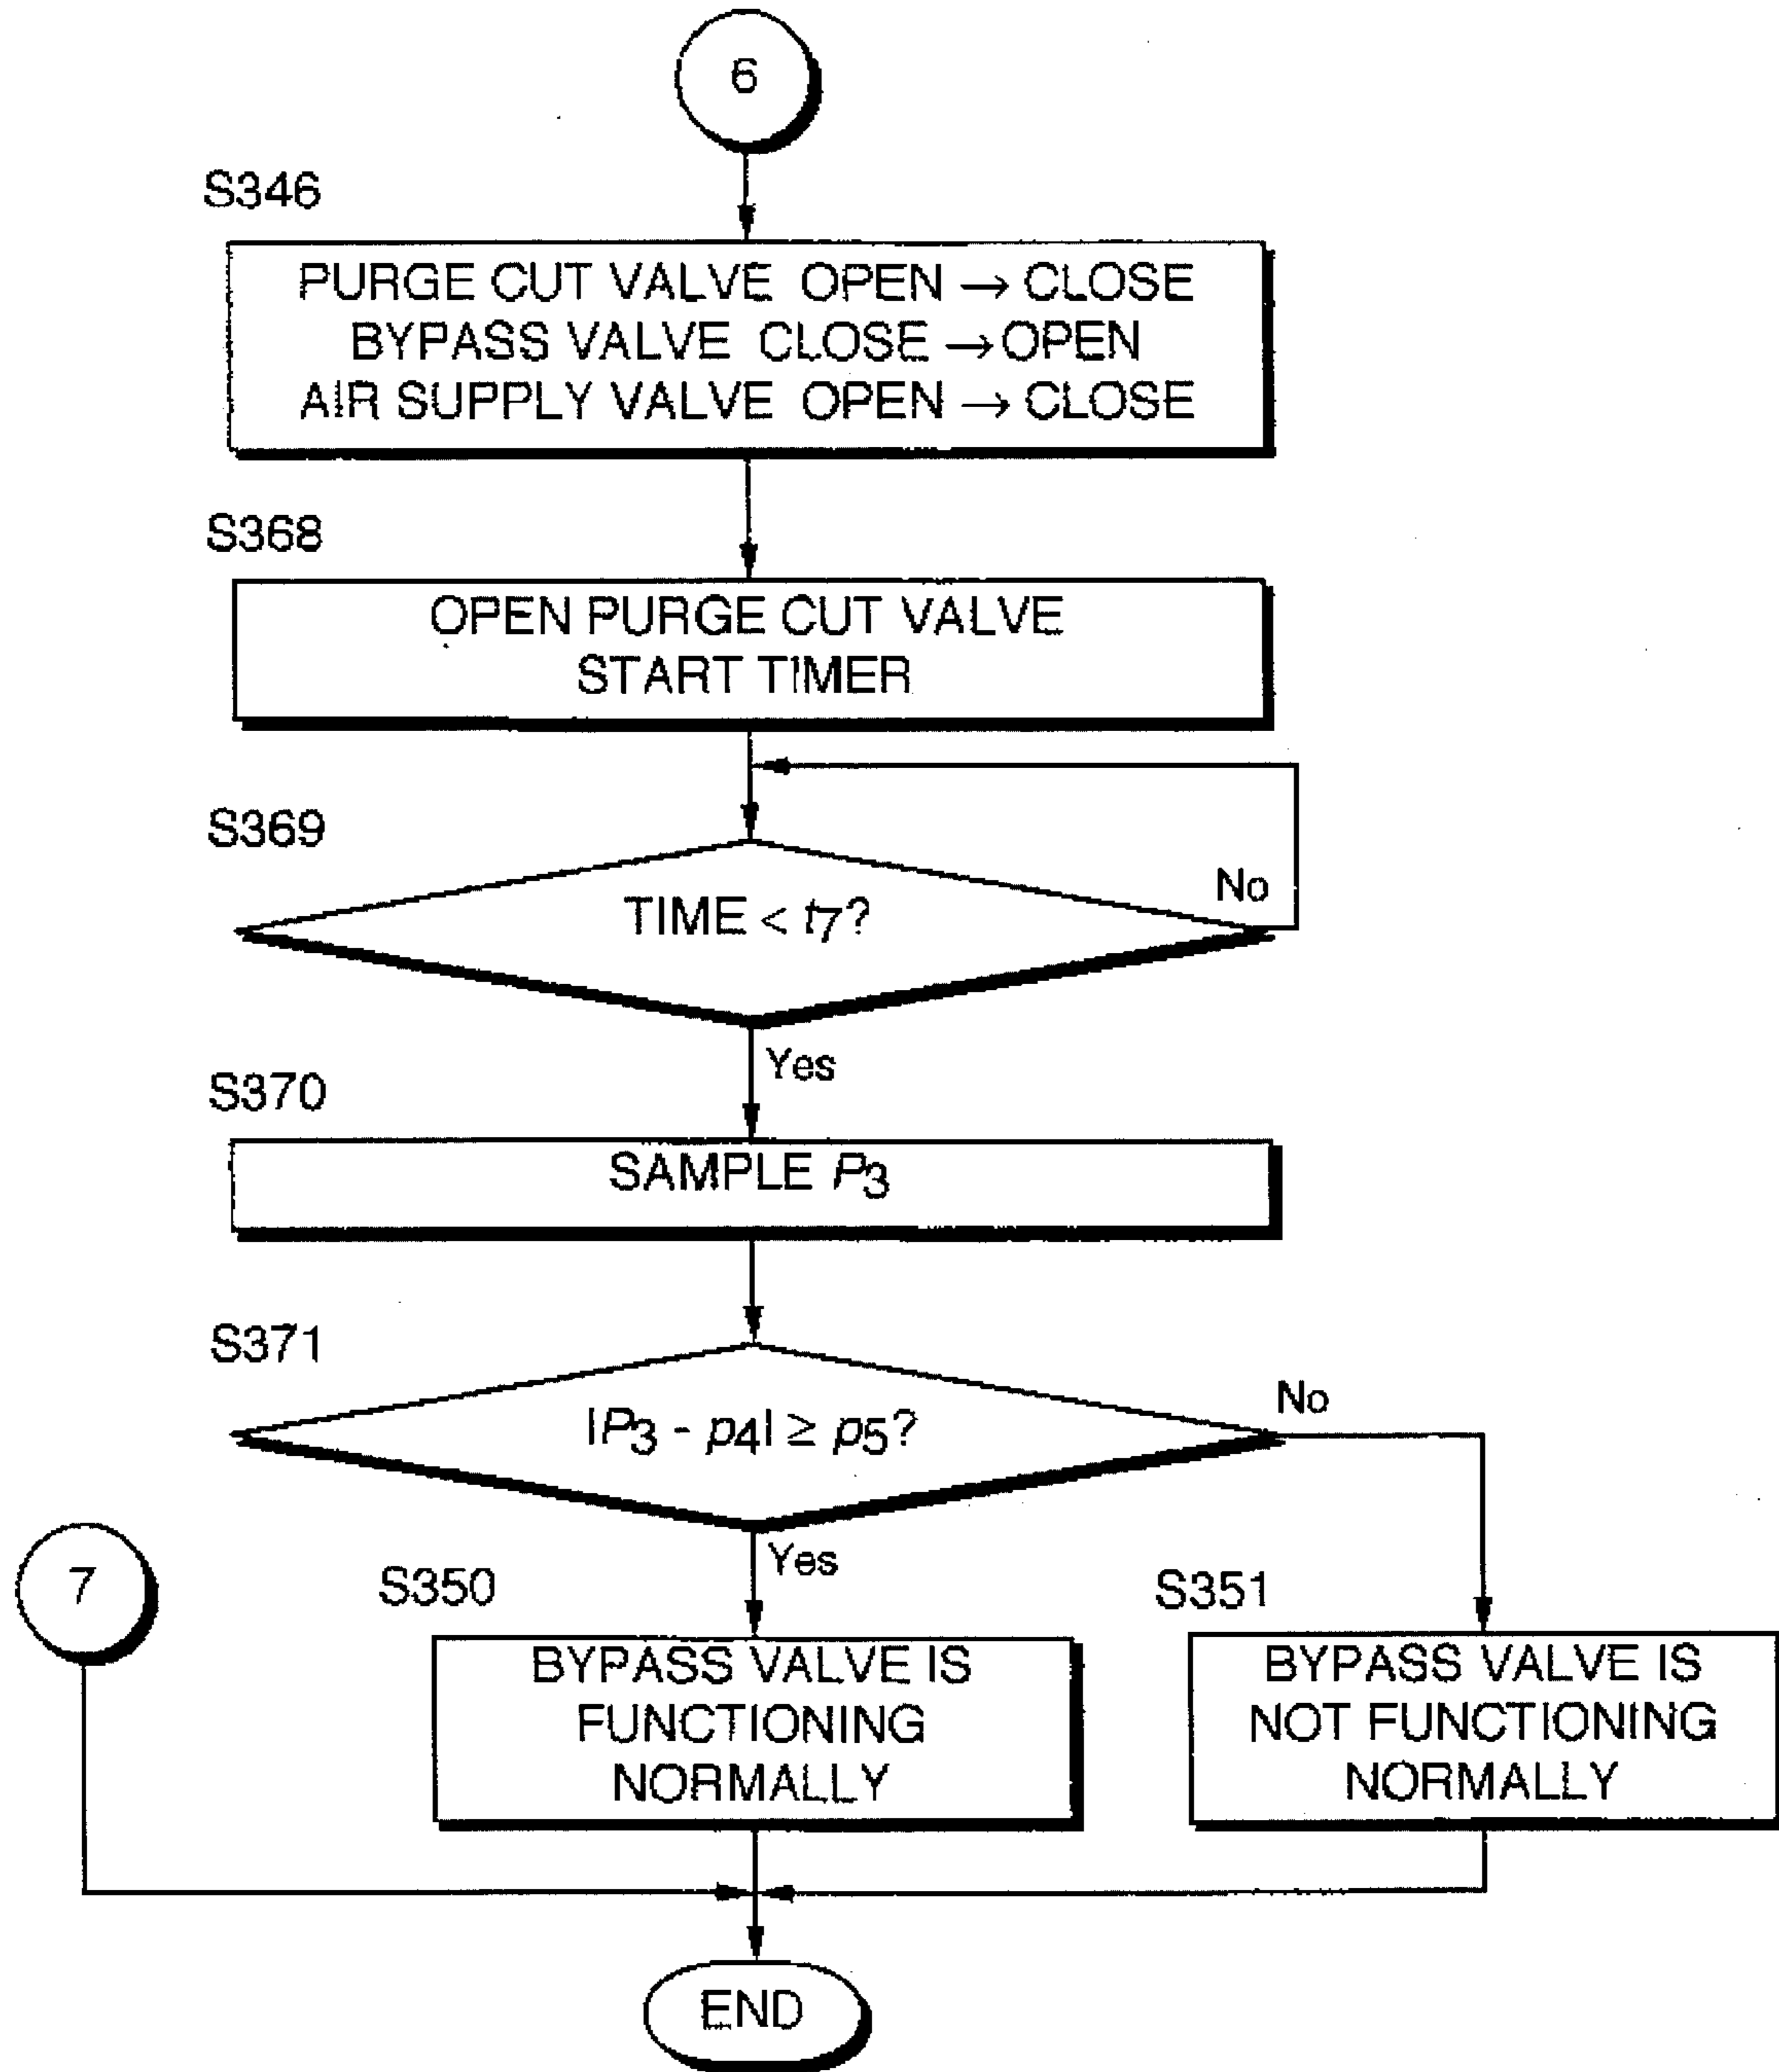 6
S346
PURGE CUT VALVE OPEN → CLOSE
BYPASS VALVE CLOSE → OPEN
AIR SUPPLY VALVE OPEN → CLOSE
S368
OPEN PURGE CUT VALVE
START TIMER
S369
TIME < t7?
No
Yes
S370
SAMPLE P3
S371
|P3 - p4| ≥ p5?
No
Yes
7
S350
BYPASS VALVE IS
FUNCTIONING
NORMALLY
S351
BYPASS VALVE IS
NOT FUNCTIONING
NORMALLY
END